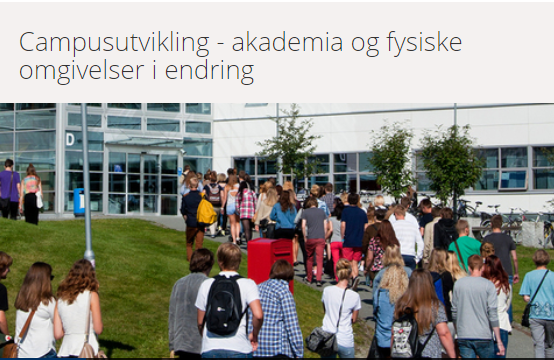 Campusutvikling - akademia og fysiske
omgivelser i endring
D